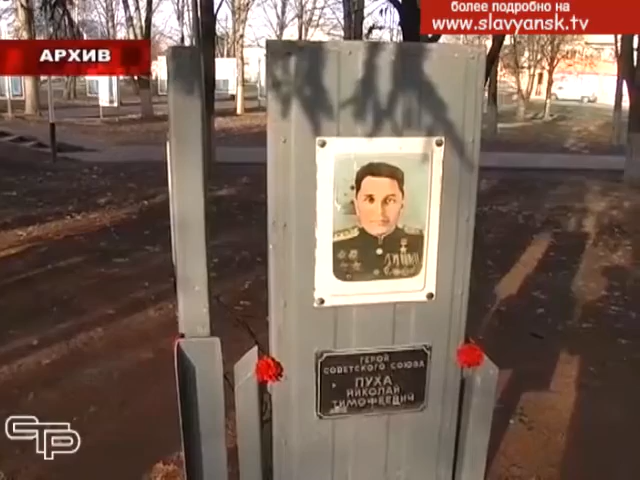 более подробно на
www.slavyansk.tv
АРХИВ
ГЕРОЙ
СОВЕТСКОГО СОЮЗА
ПУХА
НИКОЛАЙ
ТИМОФЕЕВИЧ
СТР